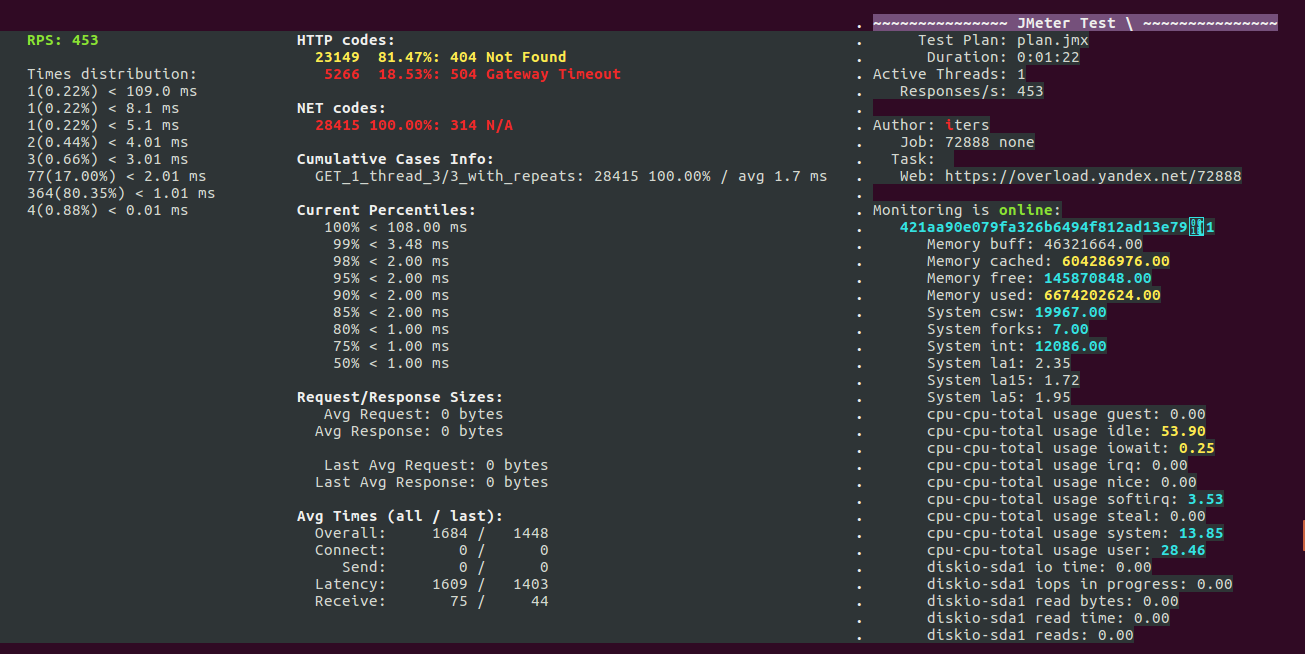 RPS: 453
Times distribution:
1(0.22%) < 109.0 ms
1(0.22%) < 8.1 ms
1(0.22%) < 5.1 ms
2(0.44%) < 4.01 ms
3(0.66%) < 3.01 ms
77(17.00%) < 2.01 ms
364(80.35%) < 1.01 ms
4(0.88%) < 0.01 ms
HTTP codes:
23149 81.47%: 404 Not Found
5266 18.53%: 504 Gateway Timeout
NET codes:
28415 100.00%: 314 N/A
Cumulative Cases Info:
GET_1_thread_3/3_with_repeats: 28415 100.00% / avg 1.7 ms
Current Percentiles:
100% < 108.00 ms
99% < 3.48 ms
98% < 2.00 ms
95% < 2.00 ms
90% < 2.00 ms
85% < 2.00 ms
80% < 1.00 ms
75% < 1.00 ms
50% < 1.00 ms
Request/Response Sizes:
Avg Request: 0 bytes
Avg Response: 0 bytes
Last Avg Request: 0 bytes
Last Avg Response: 0 bytes
Avg Times (all / last):
Overall: 1684 / 1448
Connect: 0 / 0
Send: 0 / 0
Latency: 1609 / 1403
Receive: 75 / 44
. ~~~~~~~~~~~~~~~ JMeter Test \ ~~~~~~~~~~~~~~~
. Test Plan: plan.jmx
. Duration: 0:01:22
. Active Threads: 1
. Responses/s: 453
.
. Author: iters
. Job: 72888 none
. Task:
. Web: https://overload.yandex.net/72888
.
. Monitoring is online:
. 
. Memory buff: 46321664.00
. Memory cached: 604286976.00
. Memory free: 145870848.00
. Memory used: 6674202624.00
. System csw: 19967.00
. System forks: 7.00
. System int: 12086.00
. System la1: 2.35
. System la15: 1.72
. System la5: 1.95
. cpu-cpu-total usage guest: 0.00
. cpu-cpu-total usage idle: 53.90
. cpu-cpu-total usage iowait: 0.25
. cpu-cpu-total usage irq: 0.00
. cpu-cpu-total usage nice: 0.00
. cpu-cpu-total usage softirq: 3.53
. cpu-cpu-total usage steal: 0.00
. cpu-cpu-total usage system: 13.85
. cpu-cpu-total usage user: 28.46
. diskio-sda1 io time: 0.00
. diskio-sda1 iops in progress: 0.00
. diskio-sda1 read bytes: 0.00
. diskio-sda1 read time: 0.00
. diskio-sda1 reads: 0.00